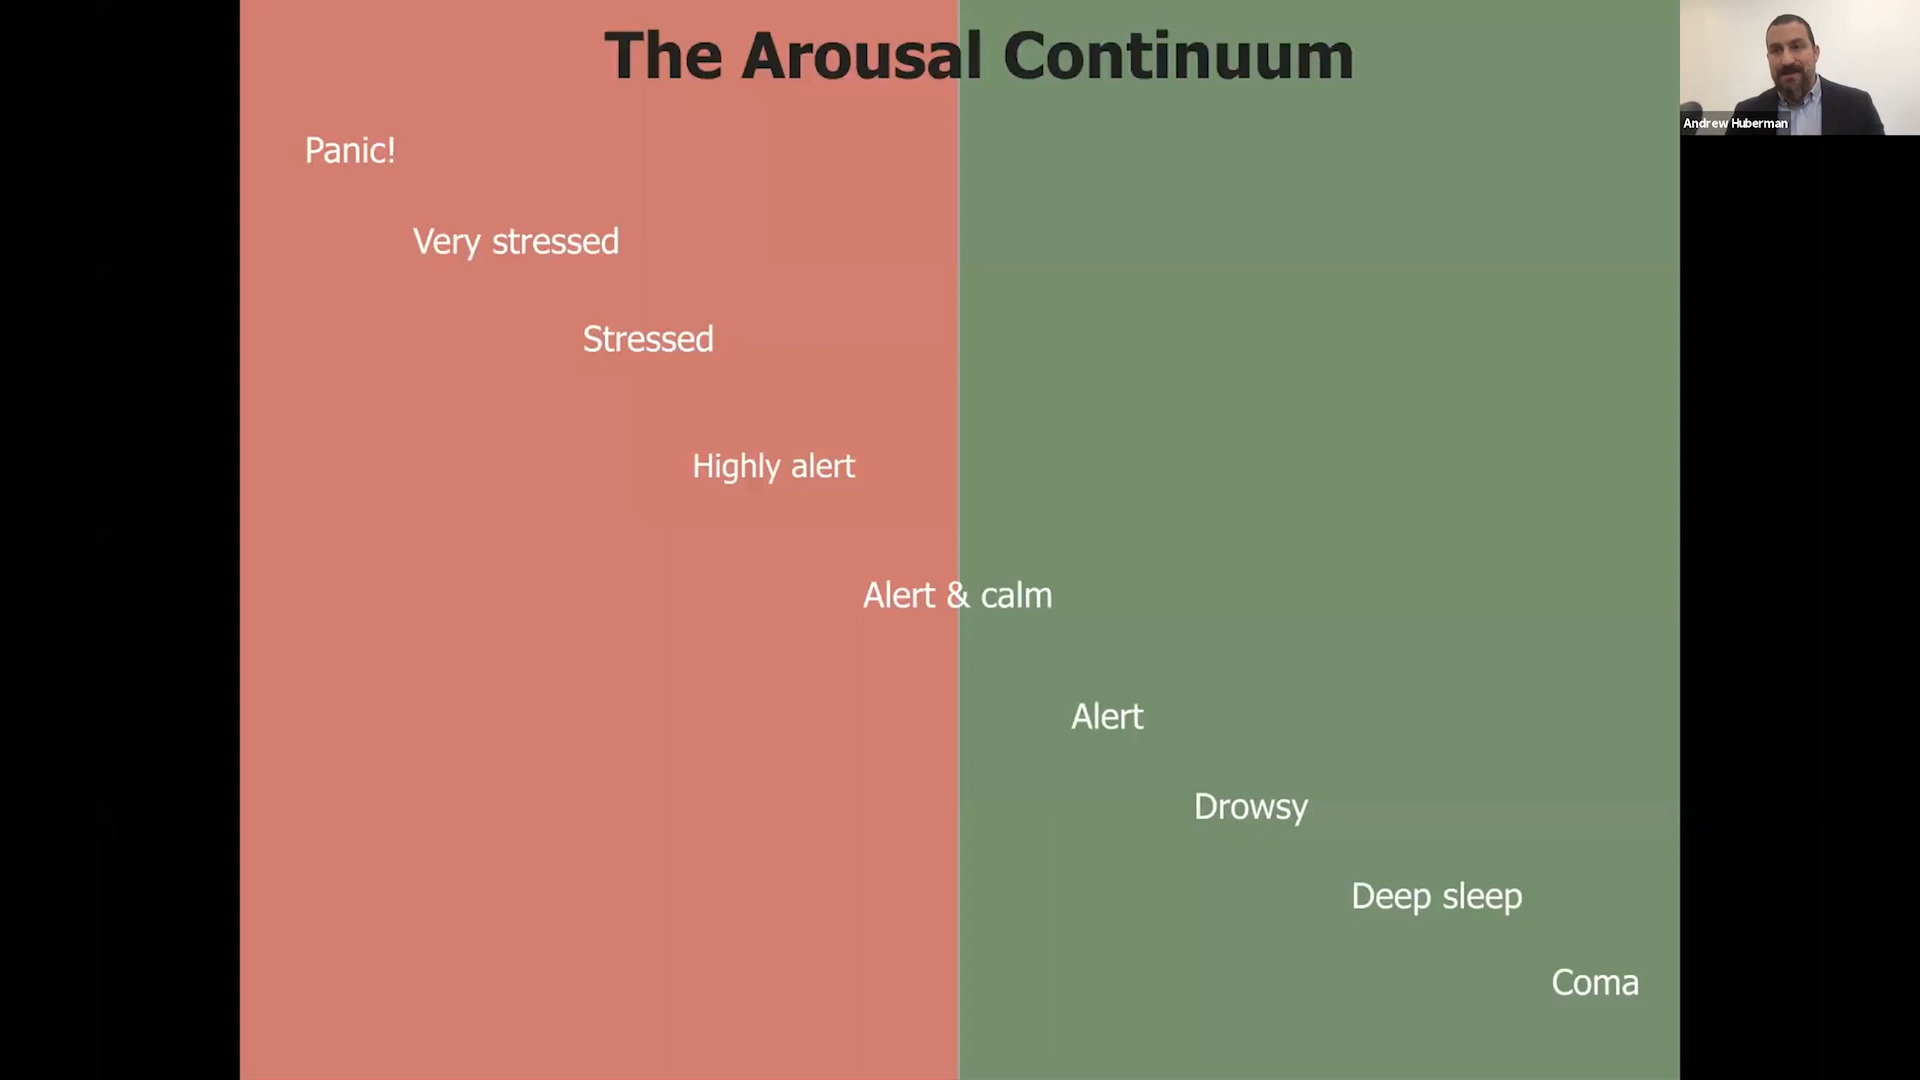 The Arousal Continuum
Andrew Huberman
Panic!
Very stressed
Stressed
Highly alert
Alert & calm
Alert
Drowsy
Deep sleep
Coma